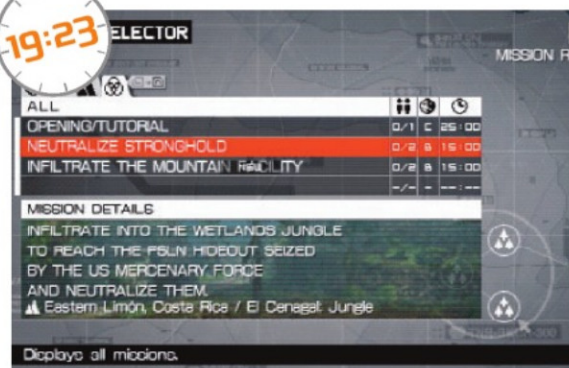 19:23
ELECTOR
MISSION R
ALL
OPENING/TUTORIAL 0/1 C 25:00
NEUTRALIZE STRONGHOLD 0/2 B 15:00
INFILTRATE THE MOUNTAIN FACILITY 0/2 B 15:00
-/- - --:--
MISSION DETAILS
INFILTRATE INTO THE WETLANDS JUNGLE
TO REACH THE FSLN HIDEOUT SEIZED
BY THE US MERCENARY FORCE
AND NEUTRALIZE THEM.
Eastern Limón, Costa Rica / El Cenagal: Jungle
Displays all missions.